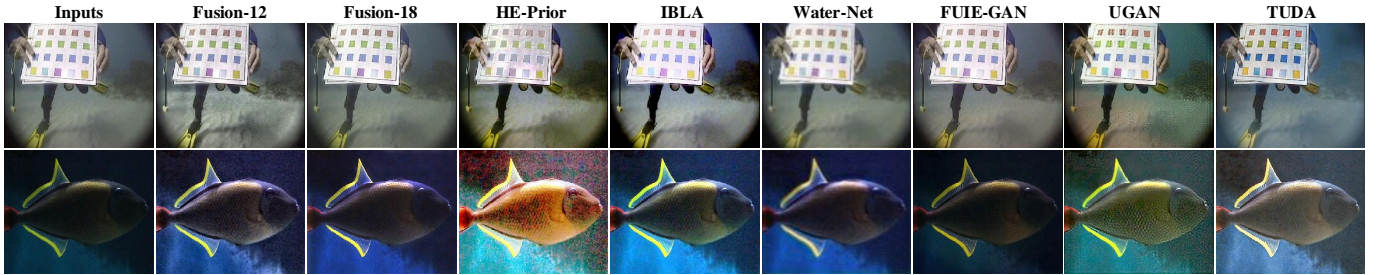 Inputs Fusion-12 Fusion-18 HE-Prior IBLA Water-Net FUIE-GAN UGAN TUDA